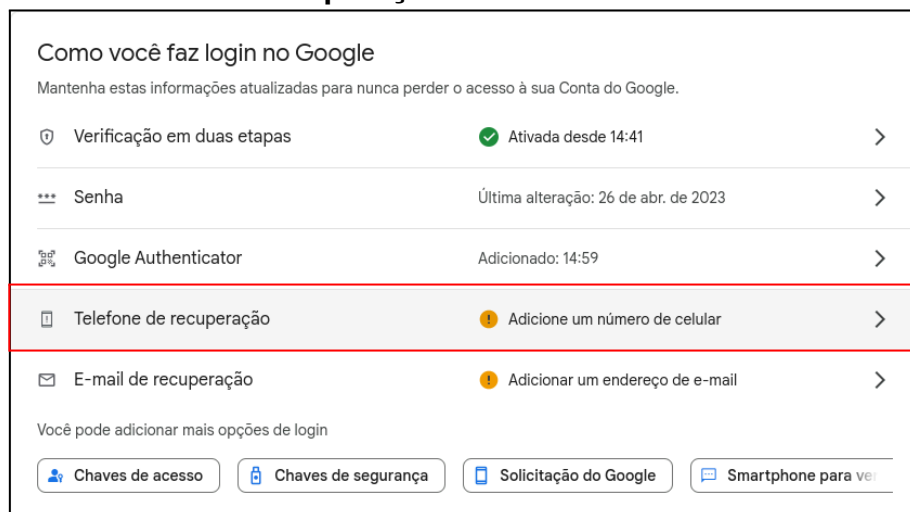 Como você faz login no Google
Mantenha estas informações atualizadas para nunca perder o acesso à sua Conta do Google.
Verificação em duas etapas Ativada desde 14:41
Senha Última alteração: 26 de abr. de 2023
Google Authenticator Adicionado: 14:59
Telefone de recuperação Adicione um número de celular
E-mail de recuperação Adicionar um endereço de e-mail
Você pode adicionar mais opções de login
Chaves de acesso Chaves de segurança Solicitação do Google Smartphone para